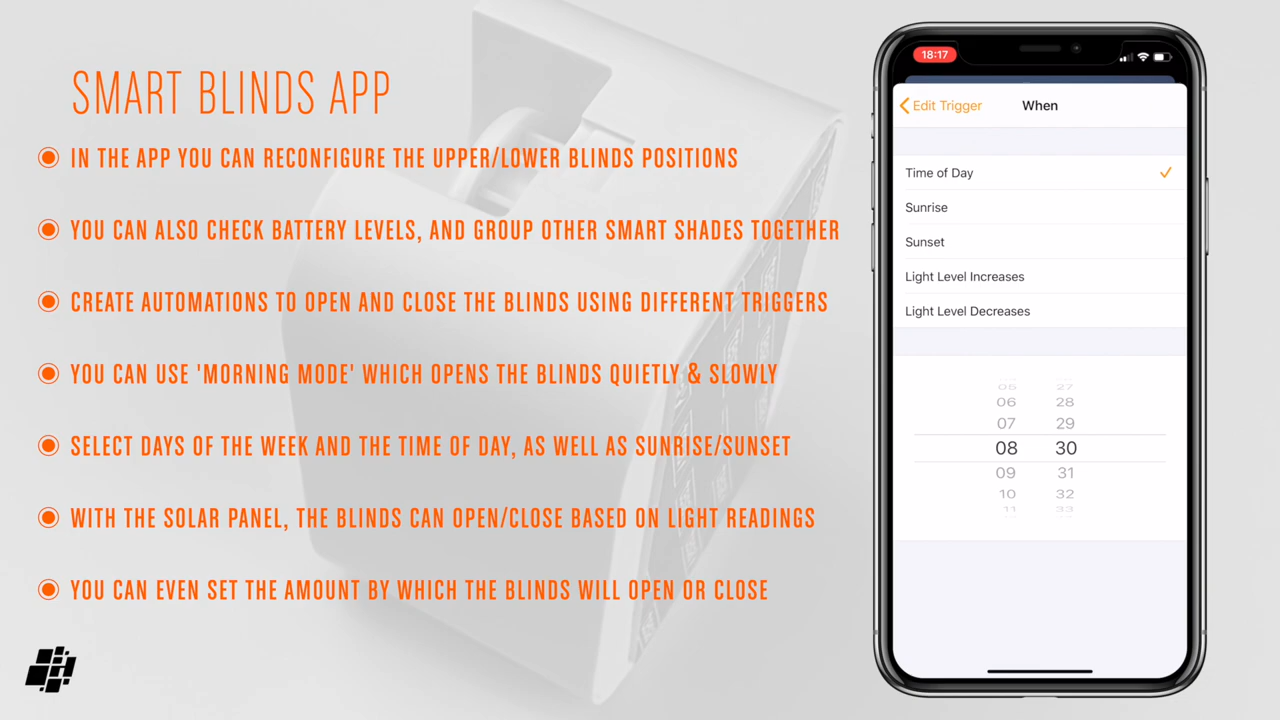 SMART BLINDS APP
IN THE APP YOU CAN RECONFIGURE THE UPPER/LOWER BLINDS POSITIONS
YOU CAN ALSO CHECK BATTERY LEVELS, AND GROUP OTHER SMART SHADES TOGETHER
CREATE AUTOMATIONS TO OPEN AND CLOSE THE BLINDS USING DIFFERENT TRIGGERS
YOU CAN USE 'MORNING MODE' WHICH OPENS THE BLINDS QUIETLY & SLOWLY
SELECT DAYS OF THE WEEK AND THE TIME OF DAY, AS WELL AS SUNRISE/SUNSET
WITH THE SOLAR PANEL, THE BLINDS CAN OPEN/CLOSE BASED ON LIGHT READINGS
YOU CAN EVEN SET THE AMOUNT BY WHICH THE BLINDS WILL OPEN OR CLOSE
18:17
Edit Trigger When
Time of Day
Sunrise
Sunset
Light Level Increases
Light Level Decreases
05 27
06 28
07 29
08 30
09 31
10 32
11 33